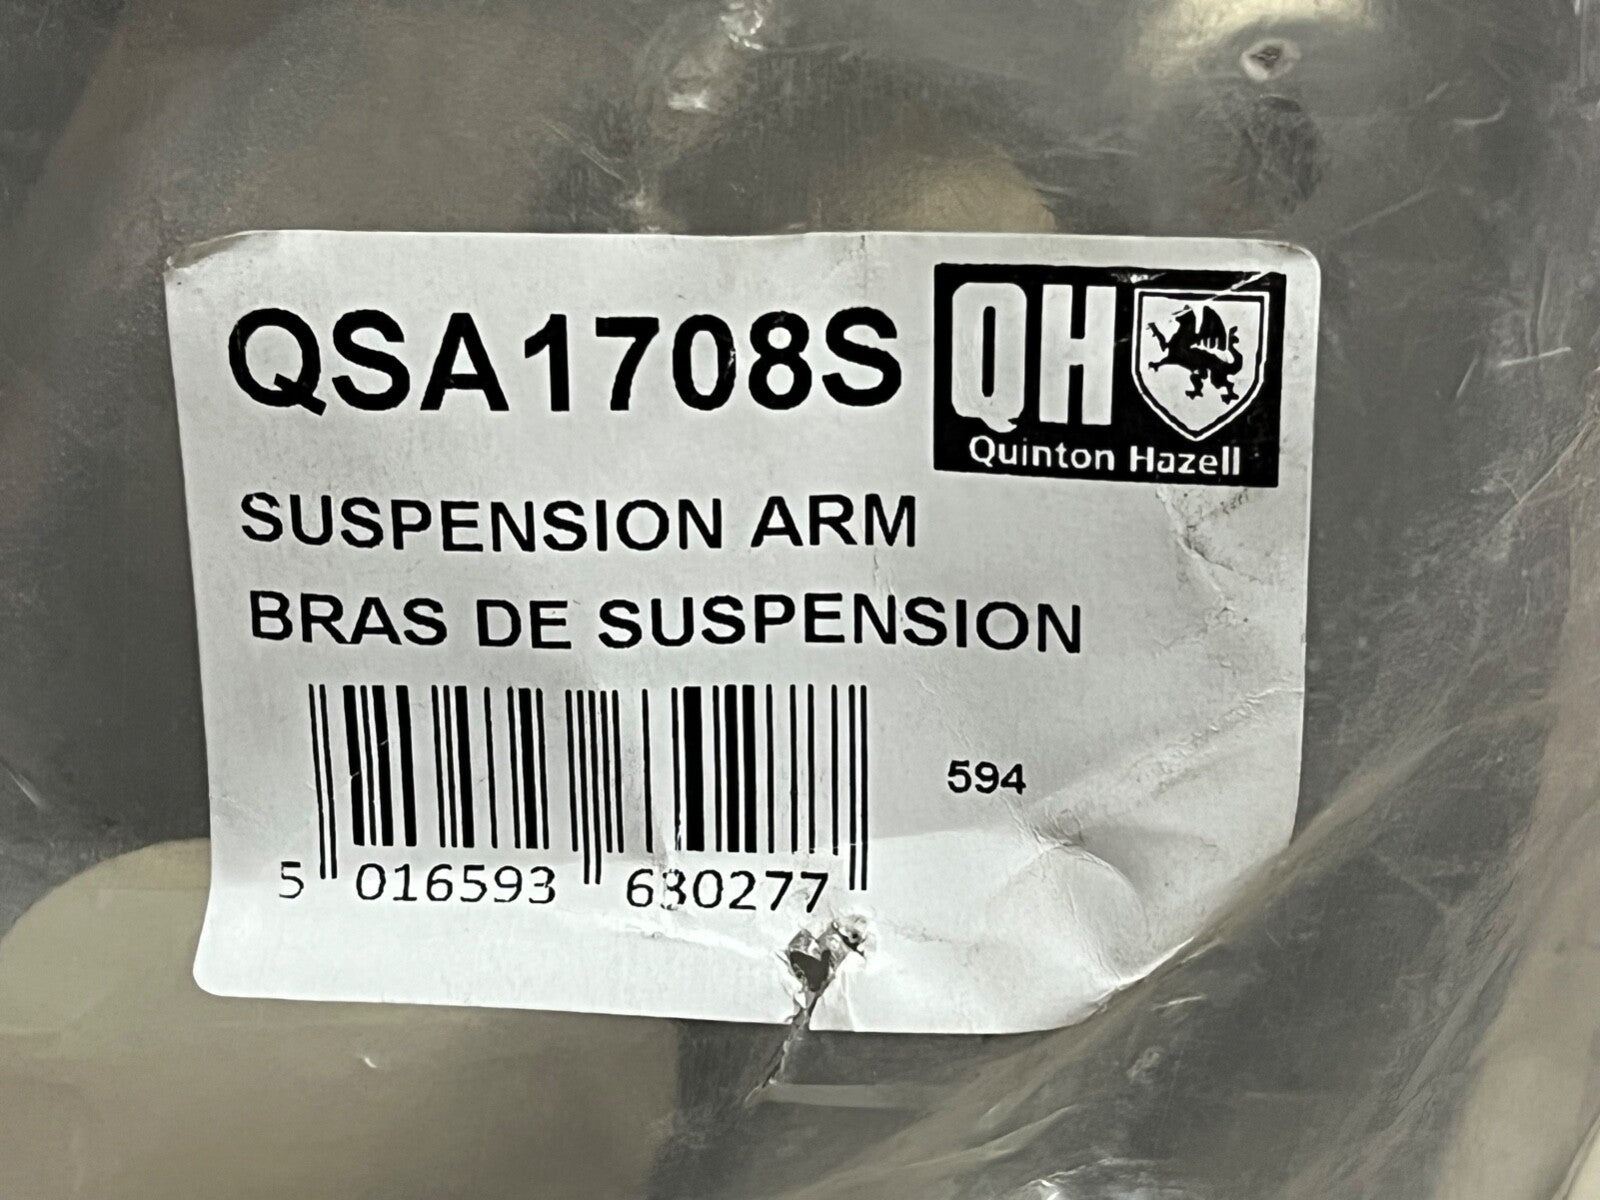 QSA1708S
QH
Quinton Hazell
SUSPENSION ARM
BRAS DE SUSPENSION
594
5 016593 630277